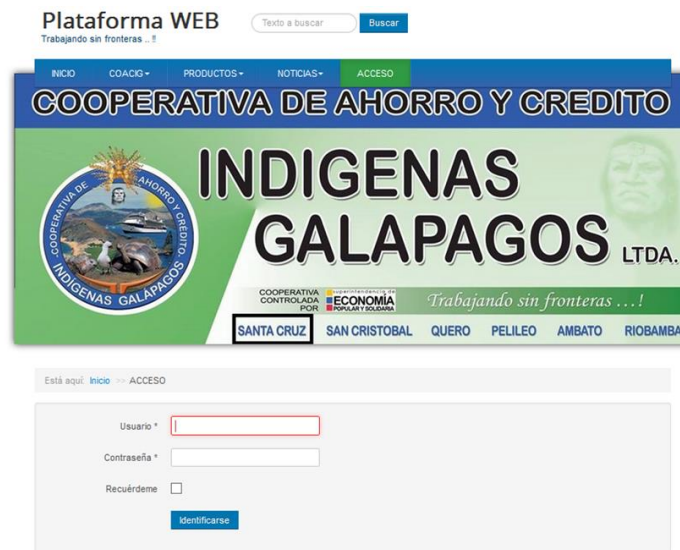 Plataforma WEB
Trabajando sin fronteras .. !!
Texto a buscar
Buscar
INICIO COACIG PRODUCTOS NOTICIAS ACCESO
COOPERATIVA DE AHORRO Y CREDITO
COOPERATIVA DE AHORRO Y CREDITO.
INDIGENAS GALAPAGOS
INDIGENAS
GALAPAGOS LTDA.
COOPERATIVA
CONTROLADA
POR
superintendencia de
ECONOMÍA
POPULAR Y SOLIDARIA
Trabajando sin fronteras ...!
SANTA CRUZ SAN CRISTOBAL QUERO PELILEO AMBATO RIOBAMBA
Está aquí: Inicio >> ACCESO
Usuario *
Contraseña *
Recuérdeme
Identificarse